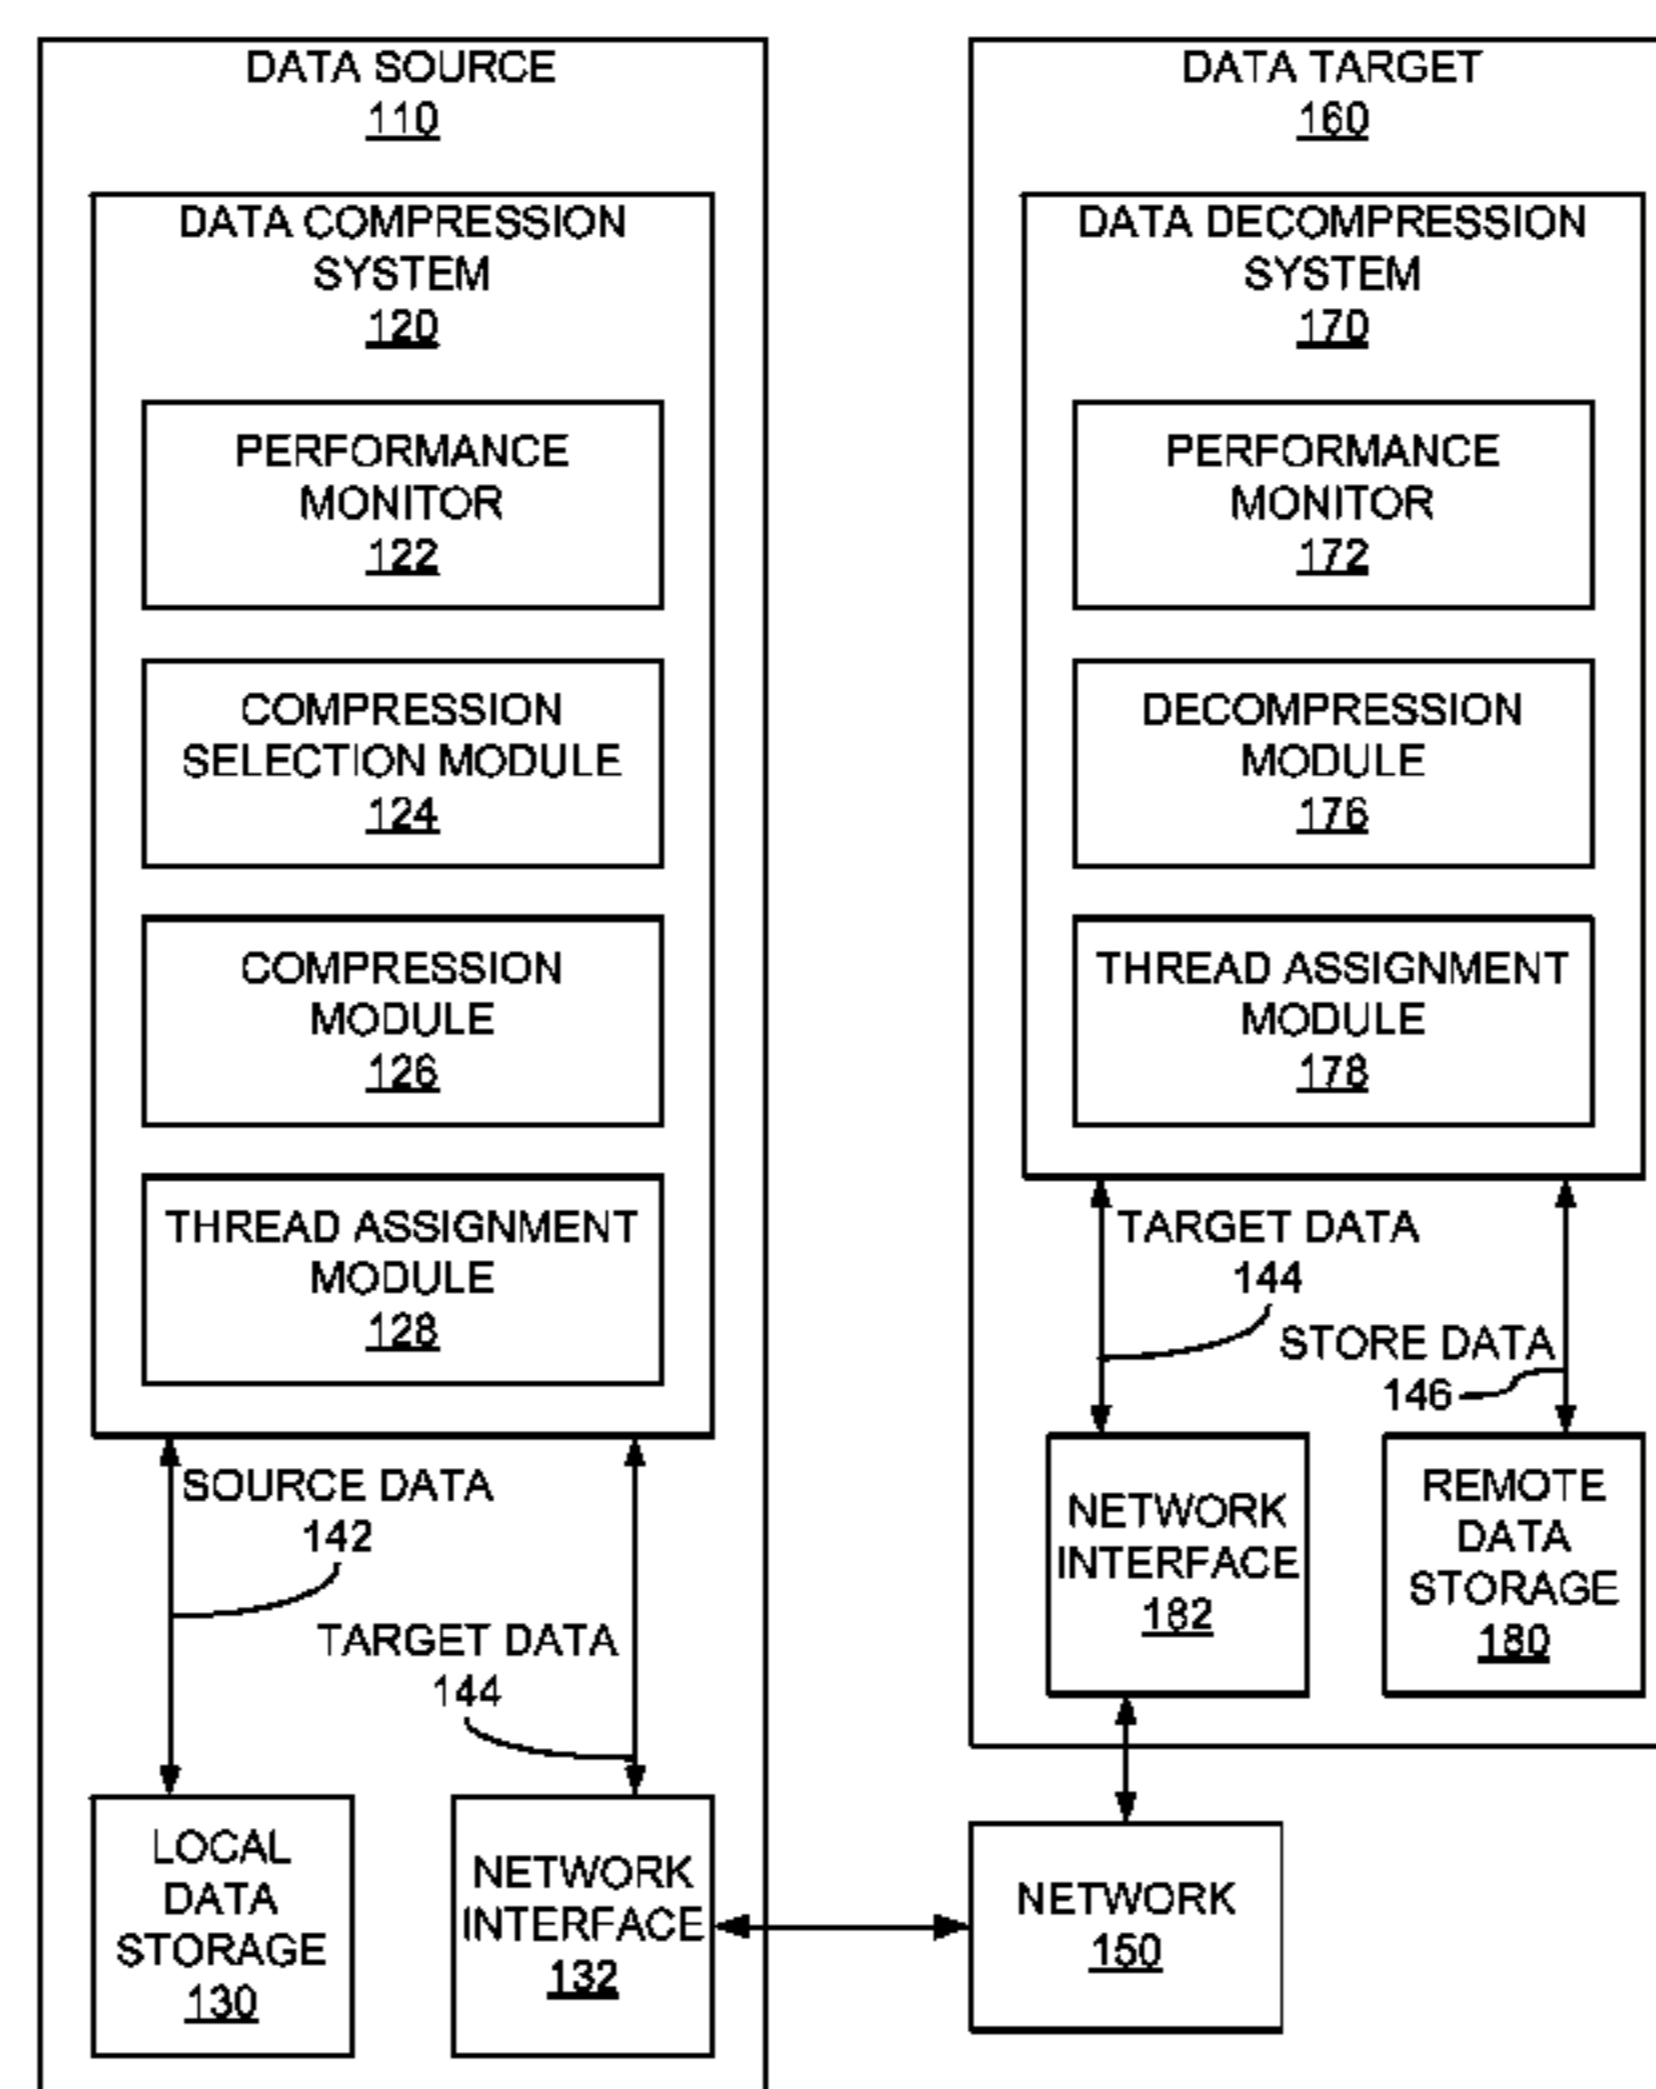 DATA SOURCE
110
DATA COMPRESSION
SYSTEM
120
PERFORMANCE
MONITOR
122
COMPRESSION
SELECTION MODULE
124
COMPRESSION
MODULE
126
THREAD ASSIGNMENT
MODULE
128
SOURCE DATA
142
TARGET DATA
144
LOCAL
DATA
STORAGE
130
NETWORK
INTERFACE
132
DATA TARGET
160
DATA DECOMPRESSION
SYSTEM
170
PERFORMANCE
MONITOR
172
DECOMPRESSION
MODULE
176
THREAD ASSIGNMENT
MODULE
178
TARGET DATA
144
STORE DATA
146
NETWORK
INTERFACE
182
REMOTE
DATA
STORAGE
180
NETWORK
150